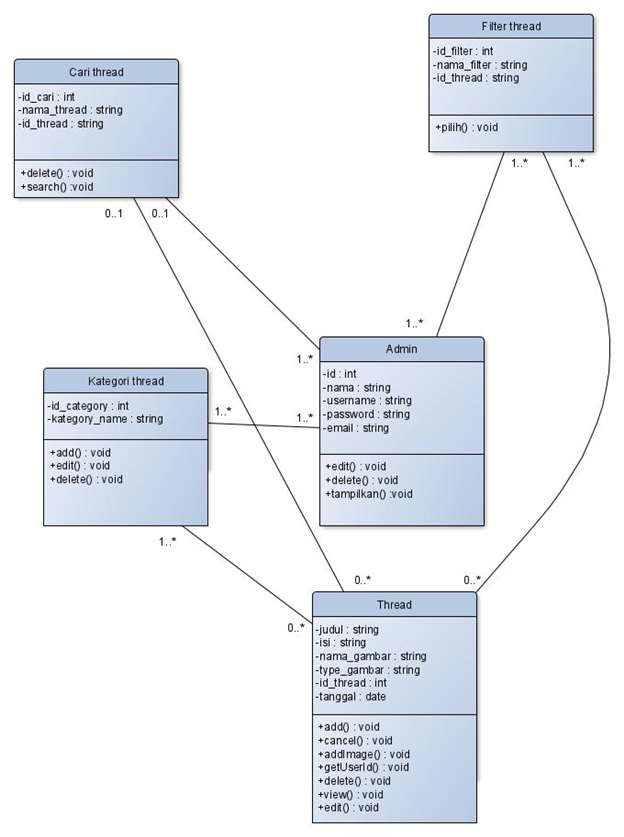 Filter thread
-id_filter : int
-nama_filter : string
-id_thread : string
+pilih() : void
1..*
1..*
Cari thread
-id_cari : int
-nama_thread : string
-id_thread : string
+delete() : void
+search() :void
0..1
0..1
1..*
1..*
Admin
-id : int
-nama : string
-username : string
-password : string
-email : string
+edit() : void
+delete() : void
+tampilkan() :void
Kategori thread
-id_category : int
-kategory_name : string
+add() : void
+edit() : void
+delete() : void
1..*
1..*
1..*
0..*
0..*
0..*
Thread
-judul : string
-isi : string
-nama_gambar : string
-type_gambar : string
-id_thread : int
-tanggal : date
+add() : void
+cancel() : void
+addImage() : void
+getUserId() : void
+delete() : void
+view() : void
+edit() : void